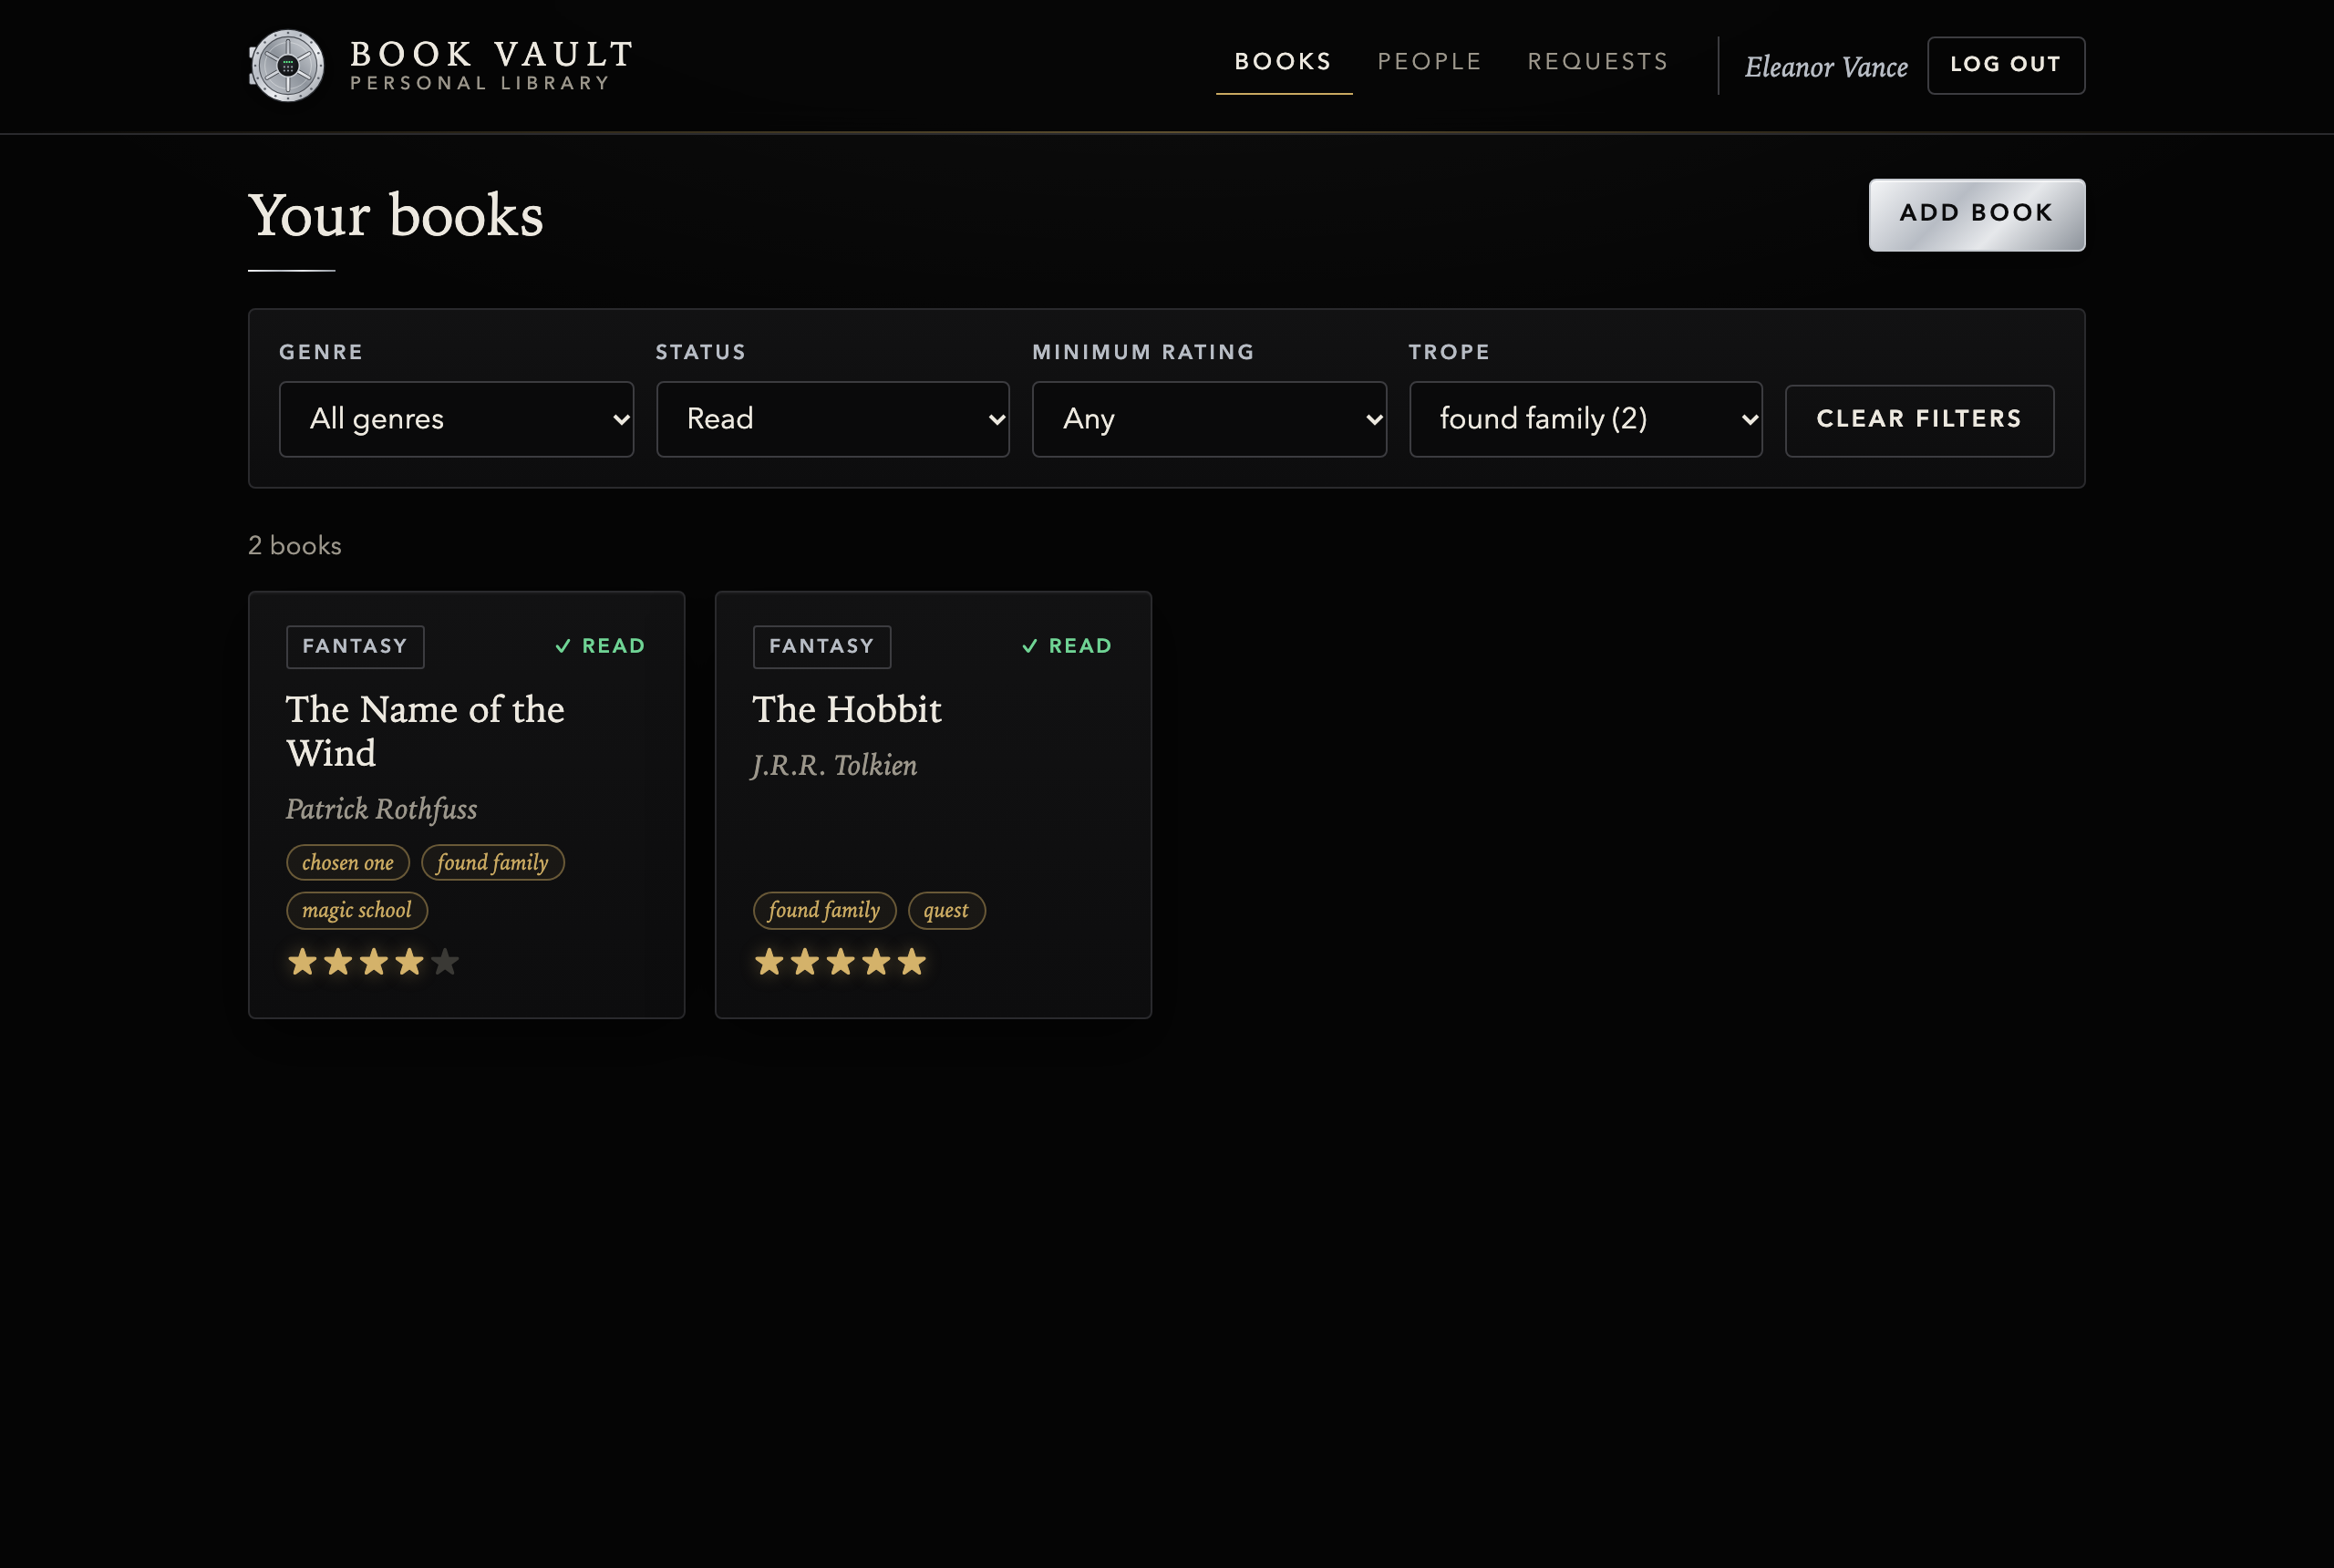 BOOK VAULT
PERSONAL LIBRARY
BOOKS PEOPLE REQUESTS Eleanor Vance LOG OUT
Your books
ADD BOOK
GENRE STATUS MINIMUM RATING TROPE
All genres Read Any found family (2) CLEAR FILTERS
2 books
FANTASY ✓ READ
The Name of the
Wind
Patrick Rothfuss
chosen one found family
magic school
FANTASY ✓ READ
The Hobbit
J.R.R. Tolkien
found family quest